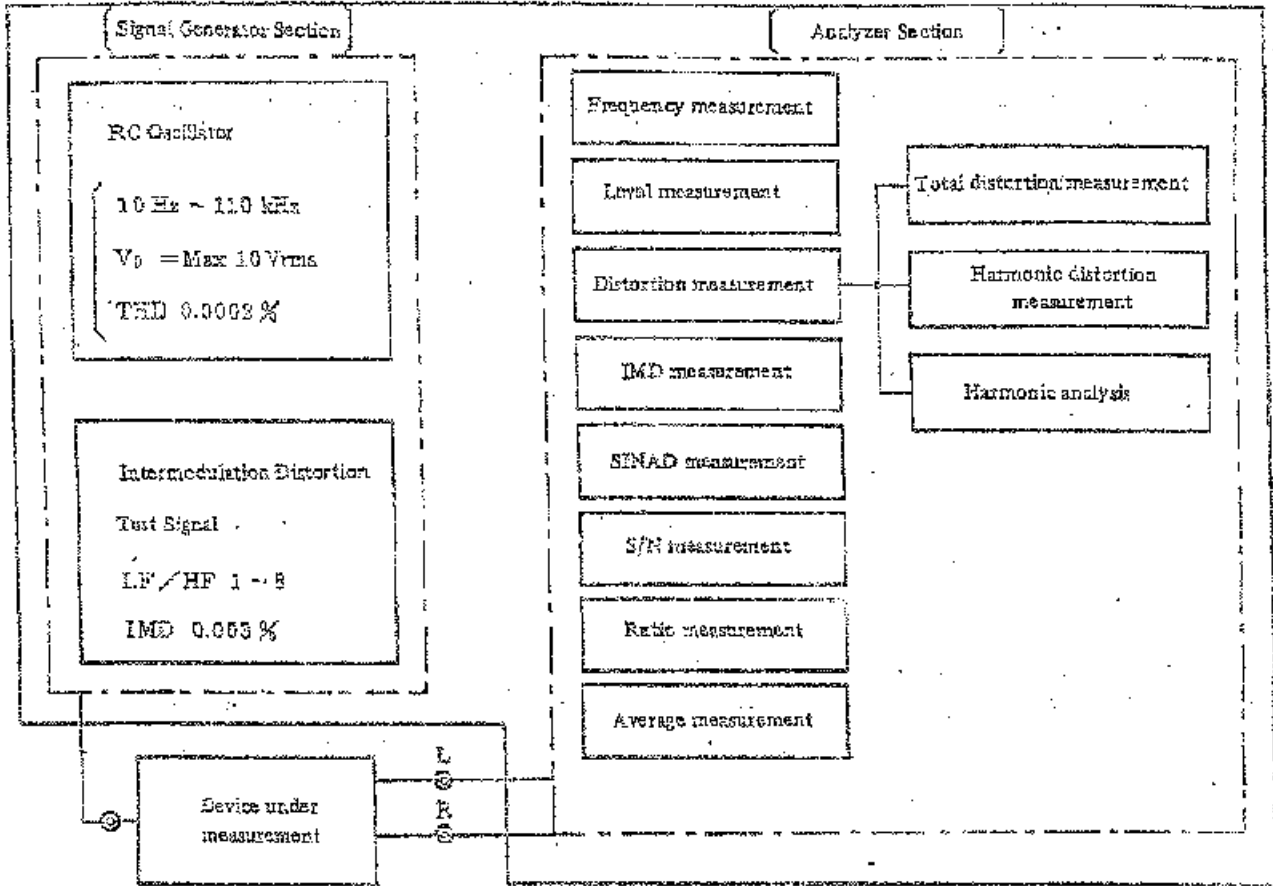 Signal Generator Section
Analyzer Section
RC Oscillator
10 Hz ~ 110 kHz
V₀ = Max 10 Vrms
THD 0.0002 %
Intermodulation Distortion
Test Signal
LF / HF 1 ~ 8
IMD 0.003 %
Frequency measurement
Level measurement
Distortion measurement
IMD measurement
SINAD measurement
S/N measurement
Ratio measurement
Average measurement
Total distortion measurement
Harmonic distortion
measurement
Harmonic analysis
Device under
measurement
L
R